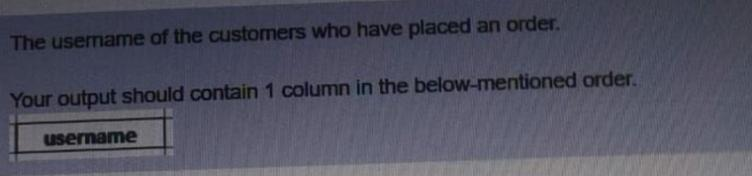 The username of the customers who have placed an order.
Your output should contain 1 column in the below-mentioned order.
username